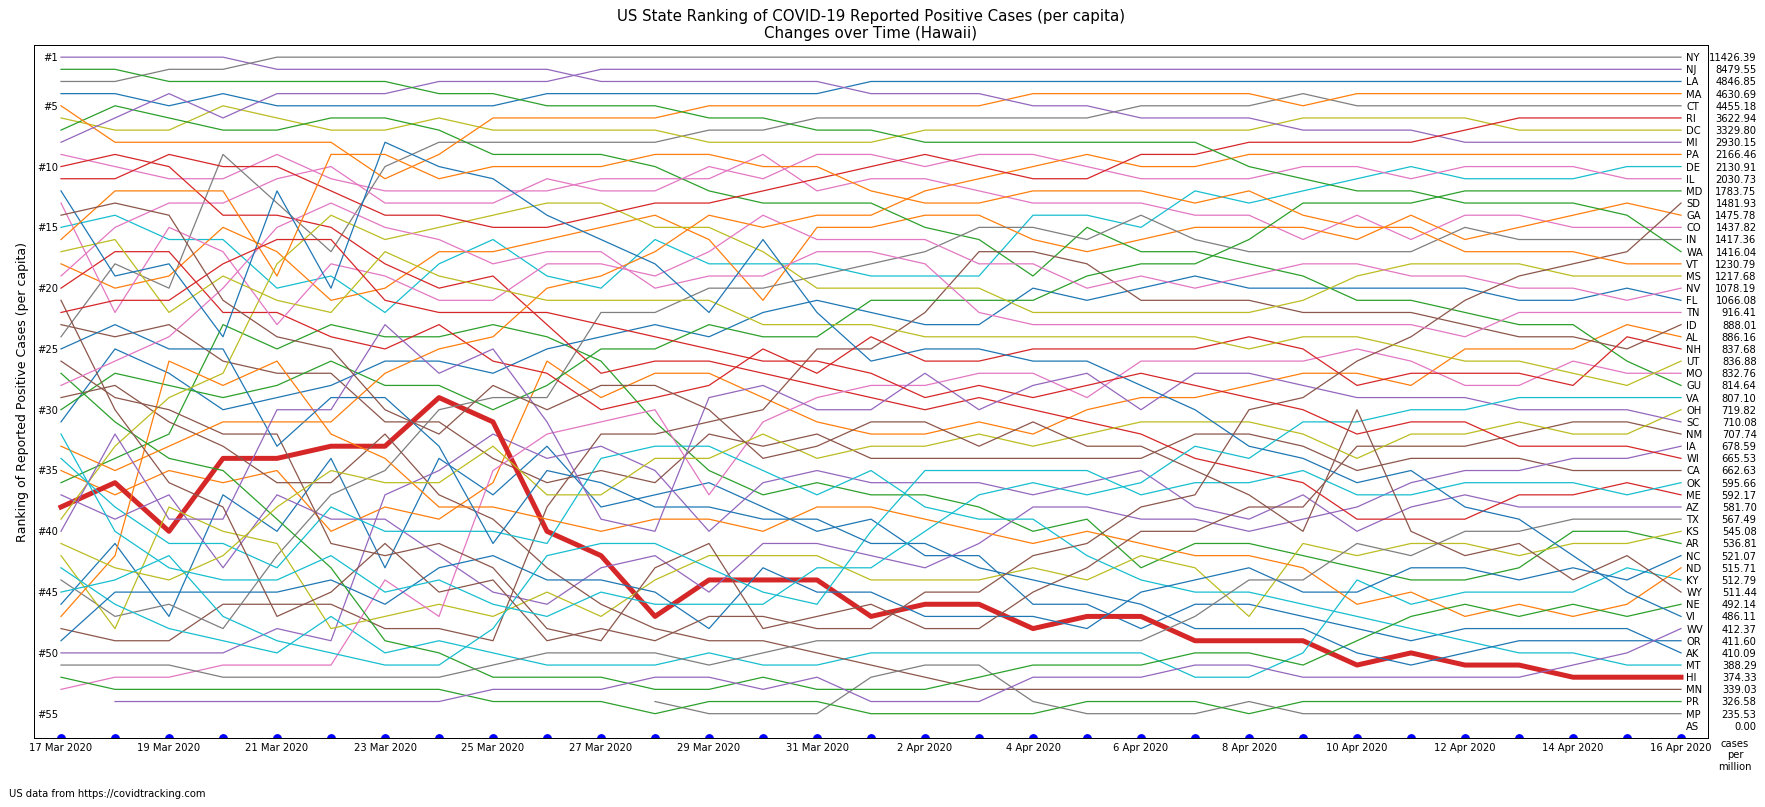 US State Ranking of COVID-19 Reported Positive Cases (per capita)
Changes over Time (Hawaii)
Ranking of Reported Positive Cases (per capita)
#1
#5
#10
#15
#20
#25
#30
#35
#40
#45
#50
#55
NY 11426.39
NJ 8479.55
LA 4846.85
MA 4630.69
CT 4455.18
RI 3622.94
DC 3329.80
MI 2930.15
PA 2166.46
DE 2130.91
IL 2030.73
MD 1783.75
SD 1481.93
GA 1475.78
CO 1437.82
IN 1417.36
WA 1416.04
VT 1230.79
MS 1217.68
NV 1078.19
FL 1066.08
TN 916.41
ID 888.01
AL 886.16
NH 837.68
UT 836.88
MO 832.76
GU 814.64
VA 807.10
OH 719.82
SC 710.08
NM 707.74
IA 678.59
WI 665.53
CA 662.63
OK 595.66
ME 592.17
AZ 581.70
TX 567.49
KS 545.08
AR 536.81
NC 521.07
ND 515.71
KY 512.79
WY 511.44
NE 492.14
VI 486.11
WV 412.37
OR 411.60
AK 410.09
MT 388.29
HI 374.33
MN 339.03
PR 326.58
MP 235.53
AS 0.00
17 Mar 2020 19 Mar 2020 21 Mar 2020 23 Mar 2020 25 Mar 2020 27 Mar 2020 29 Mar 2020 31 Mar 2020 2 Apr 2020 4 Apr 2020 6 Apr 2020 8 Apr 2020 10 Apr 2020 12 Apr 2020 14 Apr 2020 16 Apr 2020
cases
per
million
US data from https://covidtracking.com